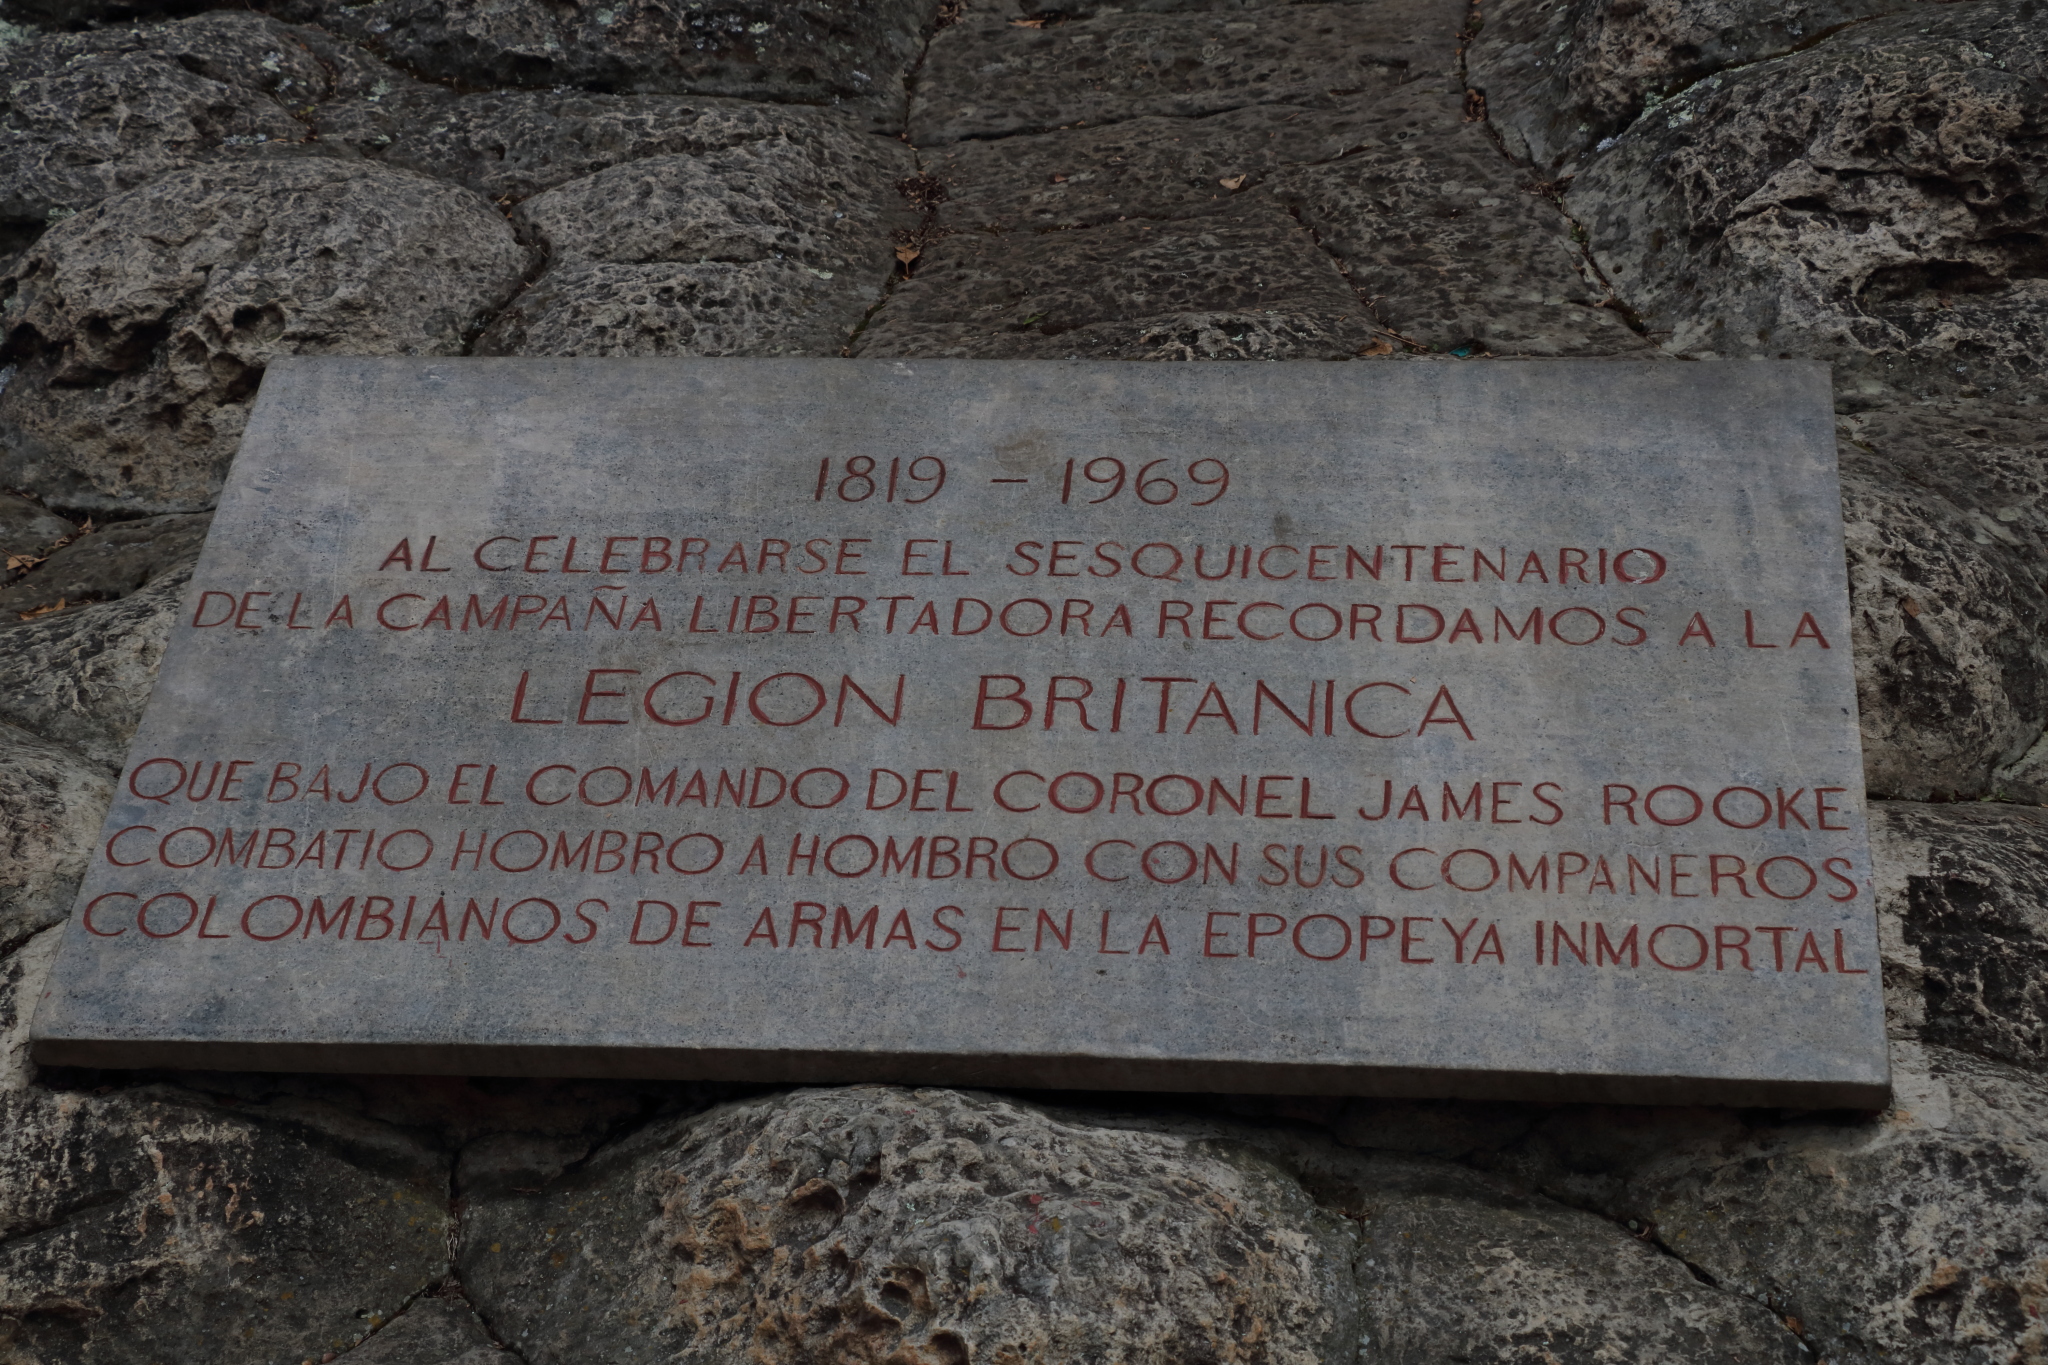 1819 – 1969
AL CELEBRARSE EL SESQUICENTENARIO
DE LA CAMPAÑA LIBERTADORA RECORDAMOS A LA
LEGION BRITANICA
QUE BAJO EL COMANDO DEL CORONEL JAMES ROOKE
COMBATIO HOMBRO A HOMBRO CON SUS COMPANEROS
COLOMBIANOS DE ARMAS EN LA EPOPEYA INMORTAL